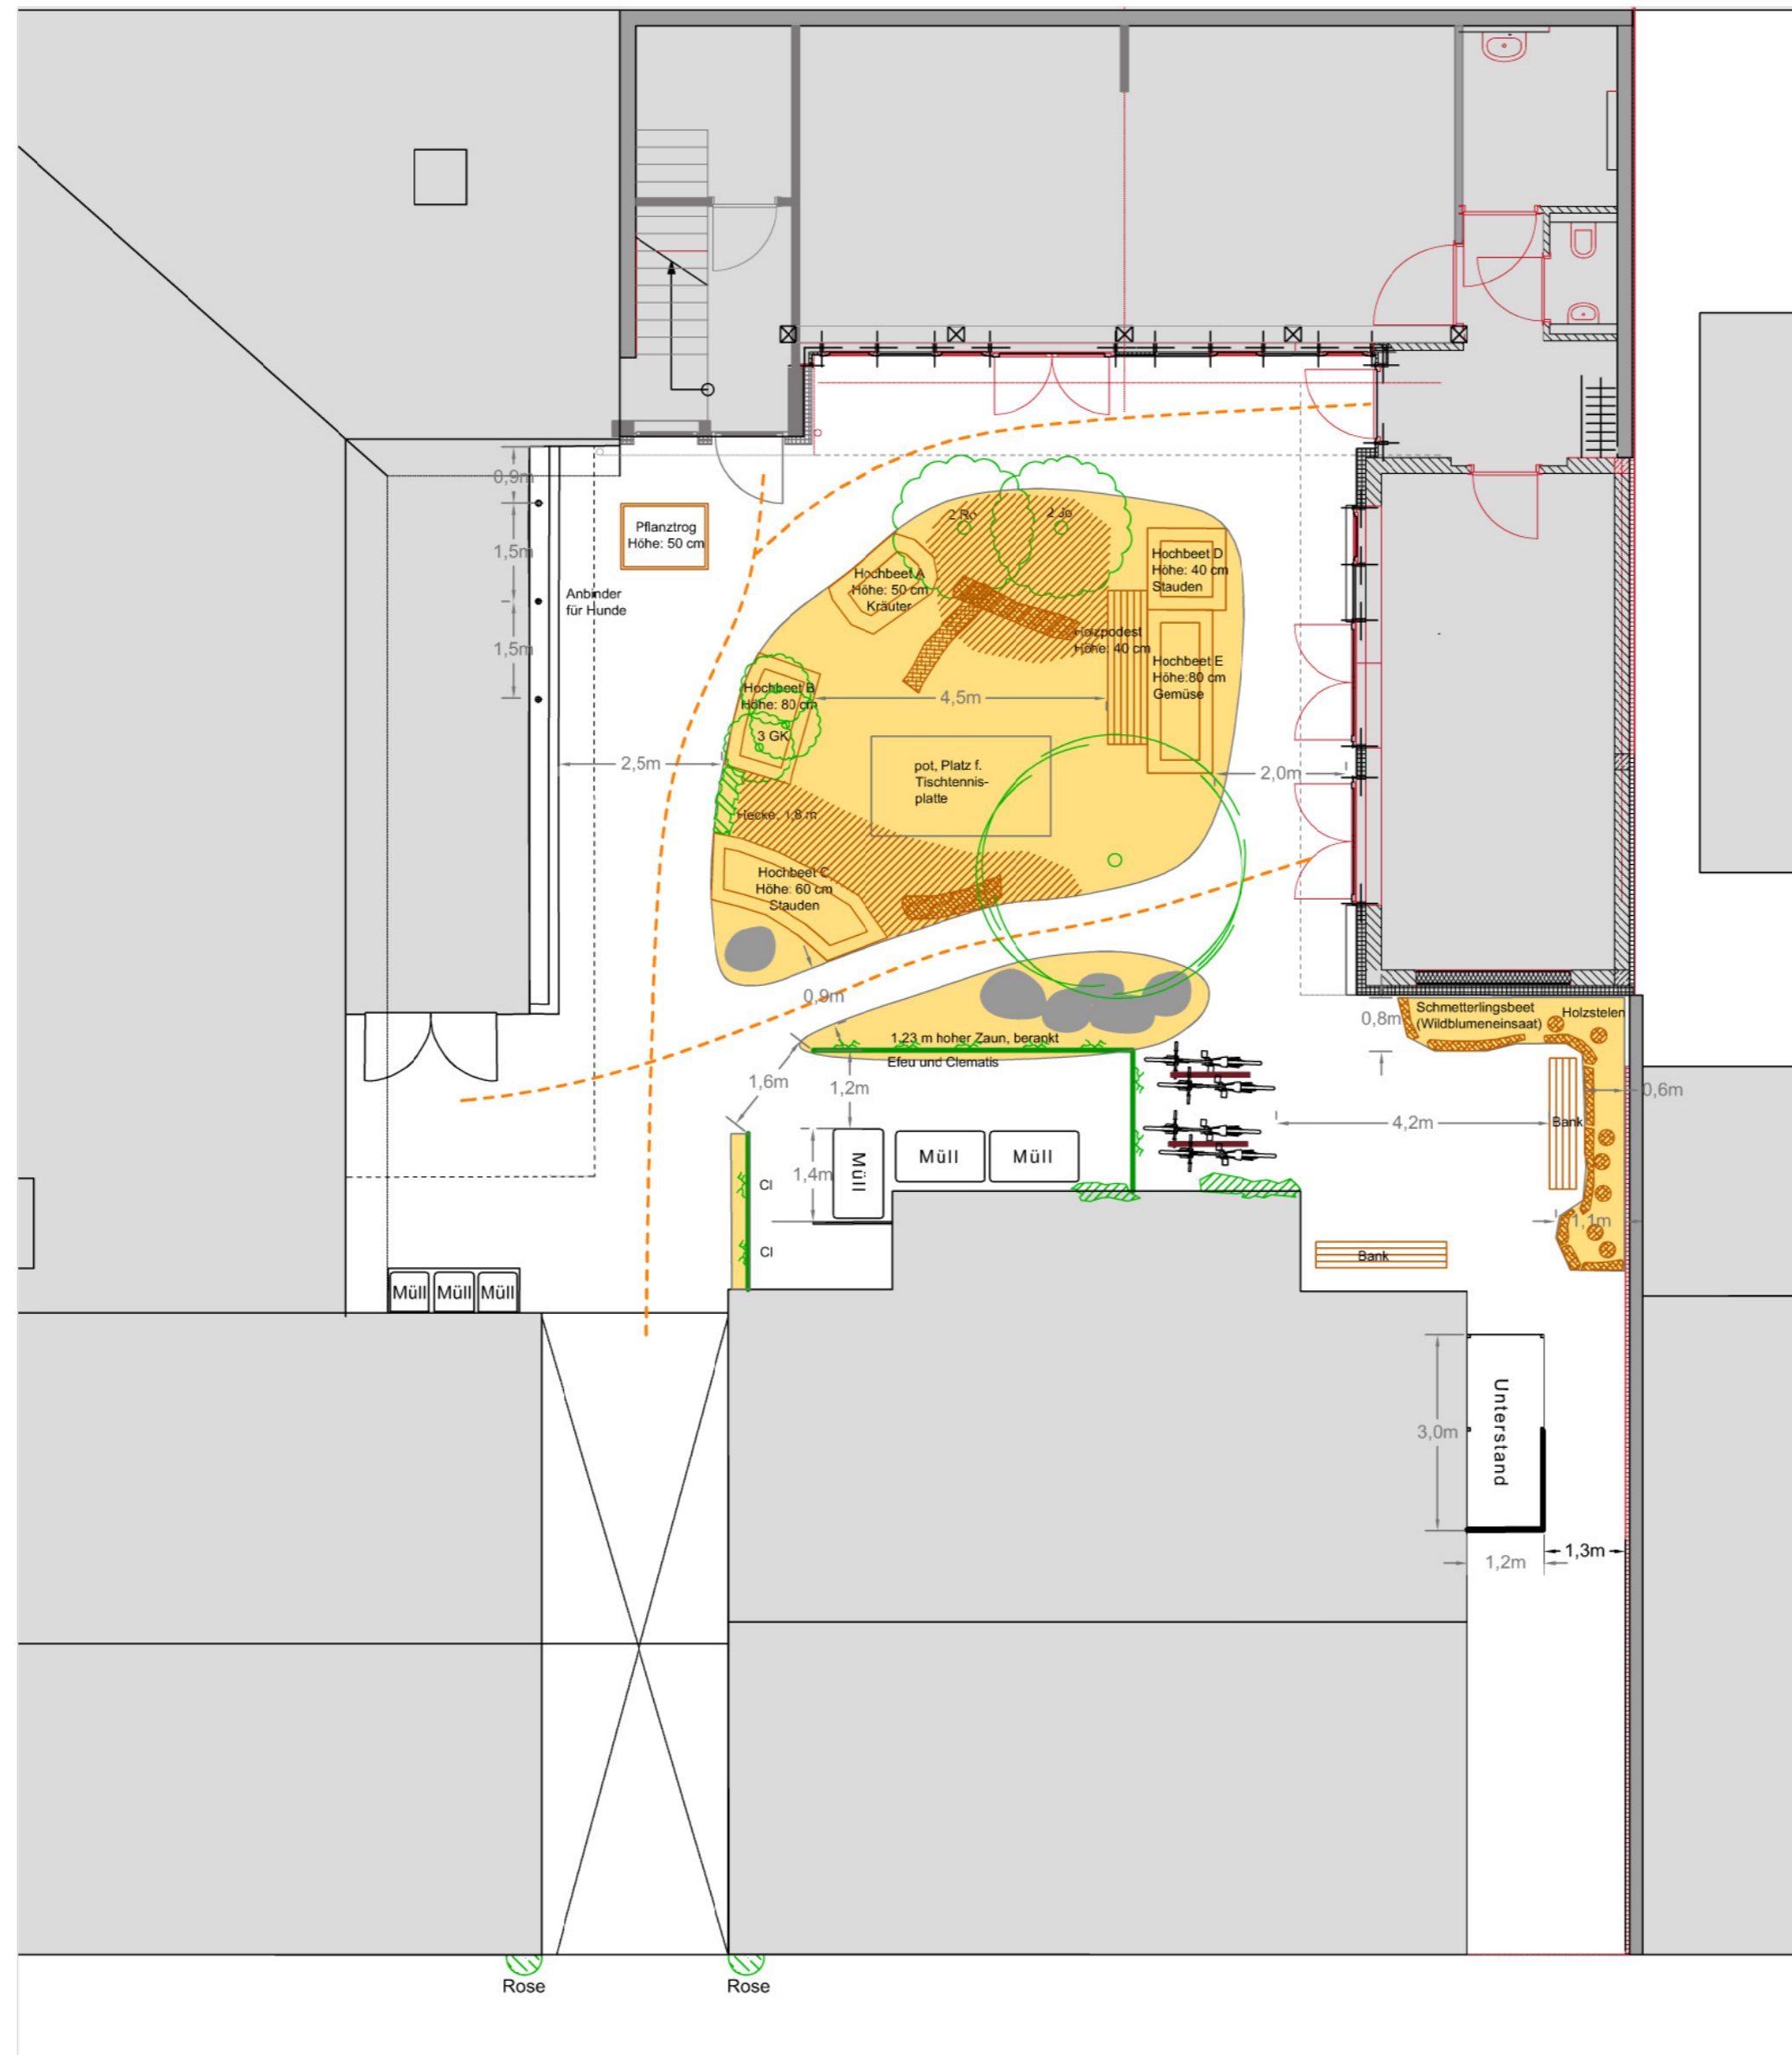 0,9m
1,5m
1,5m
Pflanztrog
Höhe: 50 cm
Anbinder
für Hunde
2 Ro
2 Jo
Hochbeet A
Höhe: 50 cm
Kräuter
Hochbeet D
Höhe: 40 cm
Stauden
Holzpodest
Höhe: 40 cm
Hochbeet E
Höhe:80 cm
Gemüse
Hochbeet B
Höhe: 80 cm
3 GK
4,5m
2,5m
2,0m
pot, Platz f.
Tischtennis-
platte
Hecke, 1,8 m
Hochbeet C
Höhe: 60 cm
Stauden
0,9m
1,23 m hoher Zaun, berankt
Efeu und Clematis
0,8m
Schmetterlingsbeet
(Wildblumeneinsaat)
Holzstelen
1,6m
1,2m
0,6m
4,2m
Bank
1,4m
Müll
Müll
Müll
Cl
Cl
1,1m
Bank
Müll
Müll
Müll
3,0m
Unterstand
1,2m
1,3m
Rose
Rose